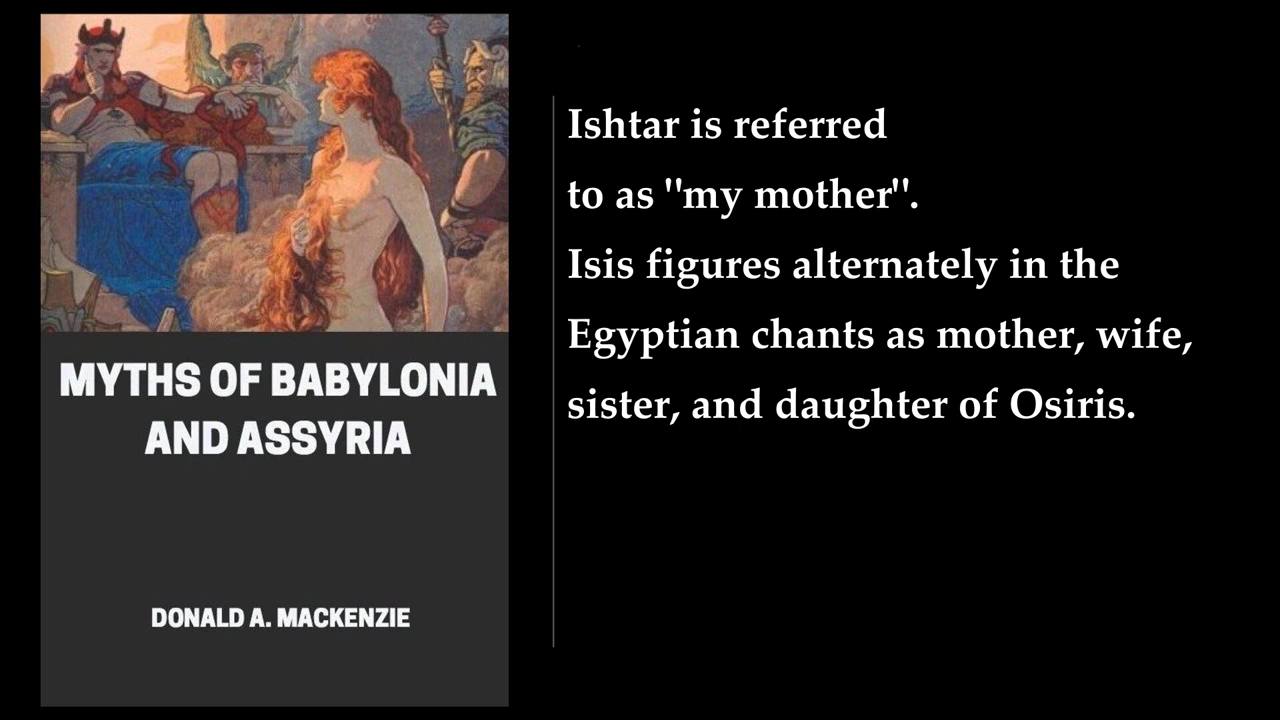 MYTHS OF BABYLONIA
AND ASSYRIA
DONALD A. MACKENZIE
Ishtar is referred
to as "my mother".
Isis figures alternately in the
Egyptian chants as mother, wife,
sister, and daughter of Osiris.